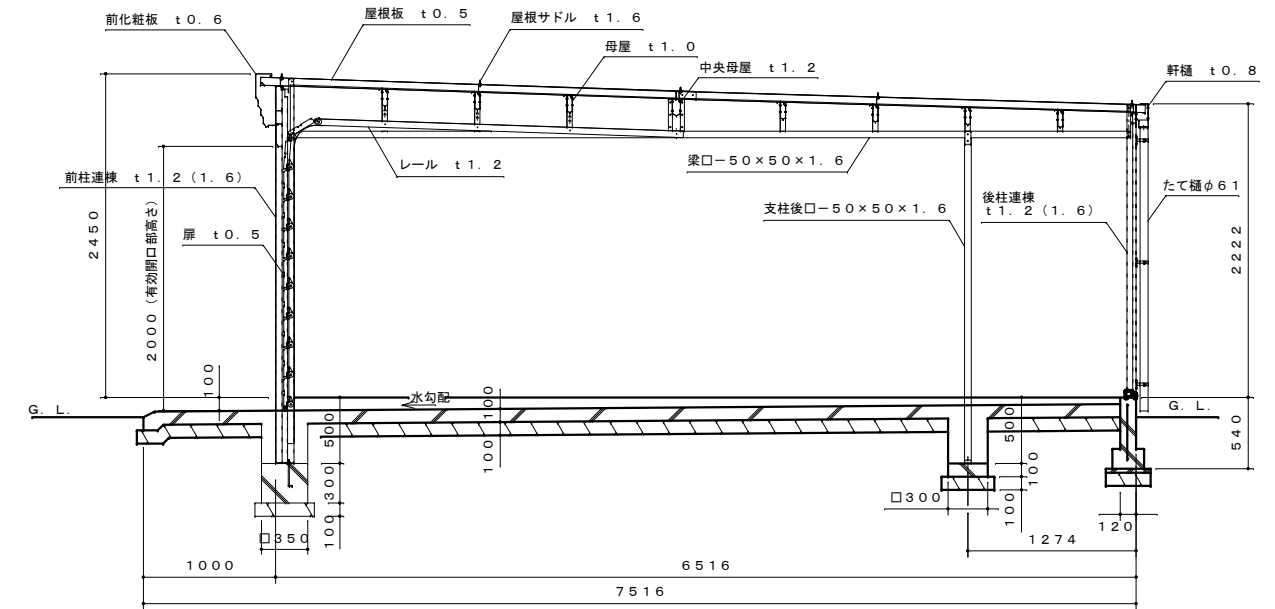 前化粧板　ｔ０．６
屋根板　ｔ０．５
屋根サドル　ｔ１．６
母屋　ｔ１．０
中央母屋　ｔ１．２
軒樋　ｔ０．８
レール　ｔ１．２
梁口－５０×５０×１．６
前柱連棟　ｔ１．２（１．６）
扉　ｔ０．５
支柱後口－５０×５０×１．６
後柱連棟
ｔ１．２（１．６）
たて樋φ６１
２４５０
２０００（有効開口部高さ）
２２２２
１００
水勾配
Ｇ．Ｌ．
Ｇ．Ｌ．
５００
３００
１００
１００
１００
５００
１００
１００
５４０
□３５０
□３００
１２０
１２７４
１０００
６５１６
７５１６